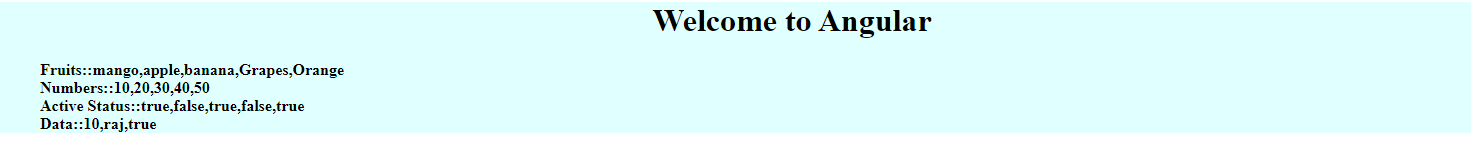 Welcome to Angular
Fruits::mango,apple,banana,Grapes,Orange
Numbers::10,20,30,40,50
Active Status::true,false,true,false,true
Data::10,raj,true